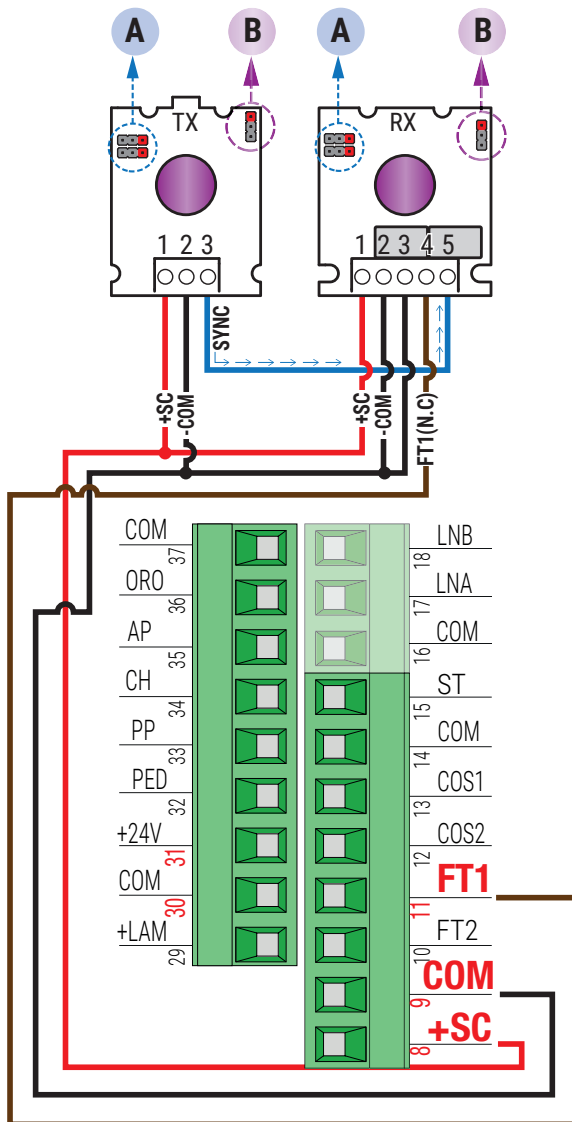 A B A B
TX RX
1 2 3 1 2 3 4 5
SYNC
+SC -COM +SC -COM FT1(N.C)
COM 37
ORO 36
AP 35
CH 34
PP 33
PED 32
+24V 31
COM 30
+LAM 29
18 LNB
17 LNA
16 COM
15 ST
14 COM
13 COS1
12 COS2
11 FT1
10 FT2
9 COM
8 +SC